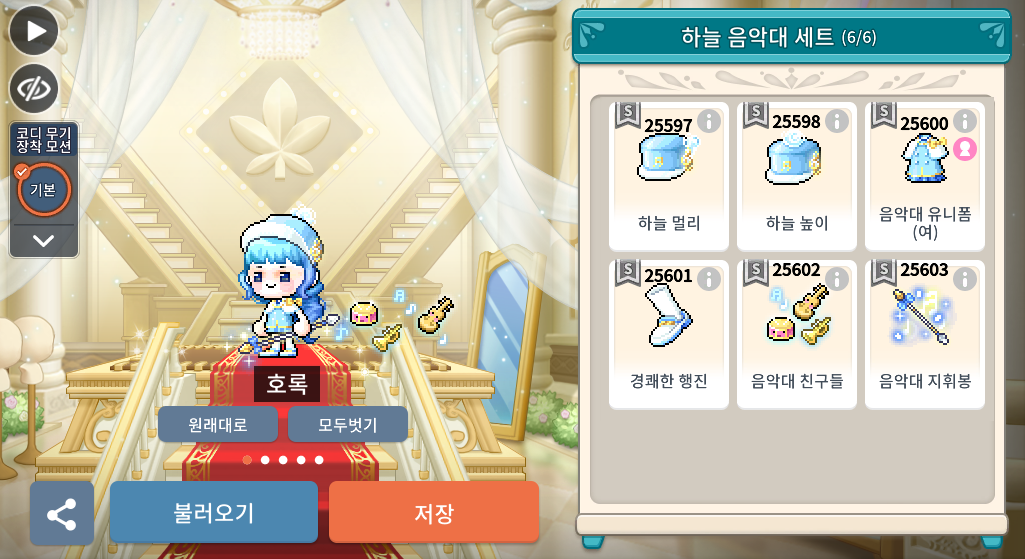 코디 무기
장착 모션
기본
호록
원래대로
모두벗기
불러오기
저장
하늘 음악대 세트 (6/6)
S
25597
하늘 멀리
S
25598
하늘 높이
S
25600
음악대 유니폼
(여)
S
25601
경쾌한 행진
S
25602
음악대 친구들
S
25603
음악대 지휘봉